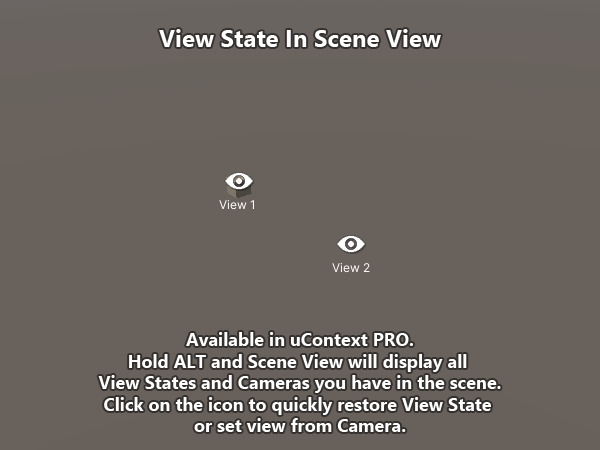 View State In Scene View
View 1
View 2
Available in uContext PRO.
Hold ALT and Scene View will display all
View States and Cameras you have in the scene.
Click on the icon to quickly restore View State
or set view from Camera.